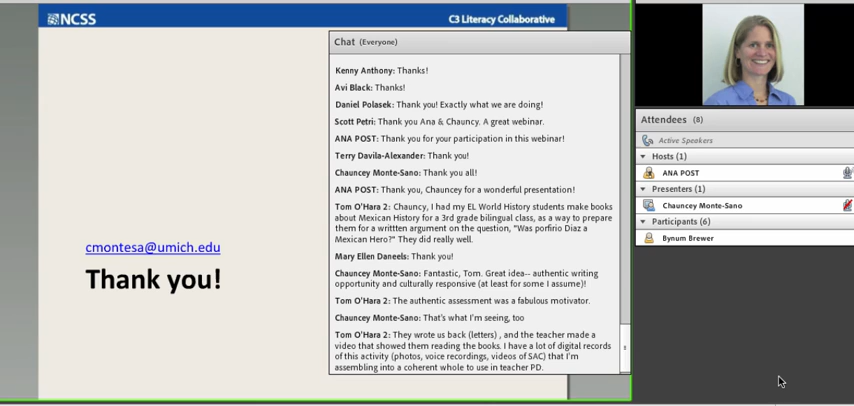 NCSS
C3 Literacy Collaborative
cmontesa@umich.edu
Thank you!
Chat (Everyone)
Kenny Anthony: Thanks!
Avi Black: Thanks!
Daniel Polasek: Thank you! Exactly what we are doing!
Scott Petri: Thank you Ana & Chauncy. A great webinar.
ANA POST: Thank you for your participation in this webinar!
Terry Davila-Alexander: Thank you!
Chauncey Monte-Sano: Thank you all!
ANA POST: Thank you, Chauncey for a wonderful presentation!
Tom O'Hara 2: Chauncy, I had my EL World History students make books
about Mexican History for a 3rd grade bilingual class, as a way to prepare
them for a writtten argument on the question, "Was porfirio Diaz a
Mexican Hero?" They did really well.
Mary Ellen Daneels: Thank you!
Chauncey Monte-Sano: Fantastic, Tom. Great idea-- authentic writing
opportunity and culturally responsive (at least for some I assume)!
Tom O'Hara 2: The authentic assessment was a fabulous motivator.
Chauncey Monte-Sano: That's what I'm seeing, too
Tom O'Hara 2: They wrote us back (letters) , and the teacher made a
video that showed them reading the books. I have a lot of digital records
of this activity (photos, voice recordings, videos of SAC) that I'm
assembling into a coherent whole to use in teacher PD.
Attendees (8)
Active Speakers
Hosts (1)
ANA POST
Presenters (1)
Chauncey Monte-Sano
Participants (6)
Bynum Brewer